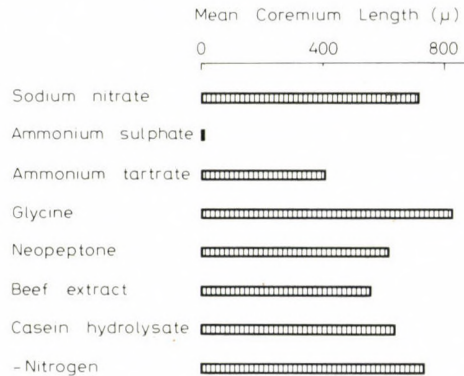 Mean Coremium Length (μ)
0 400 800
Sodium nitrate
Ammonium sulphate
Ammonium tartrate
Glycine
Neopeptone
Beef extract
Casein hydrolysate
-Nitrogen